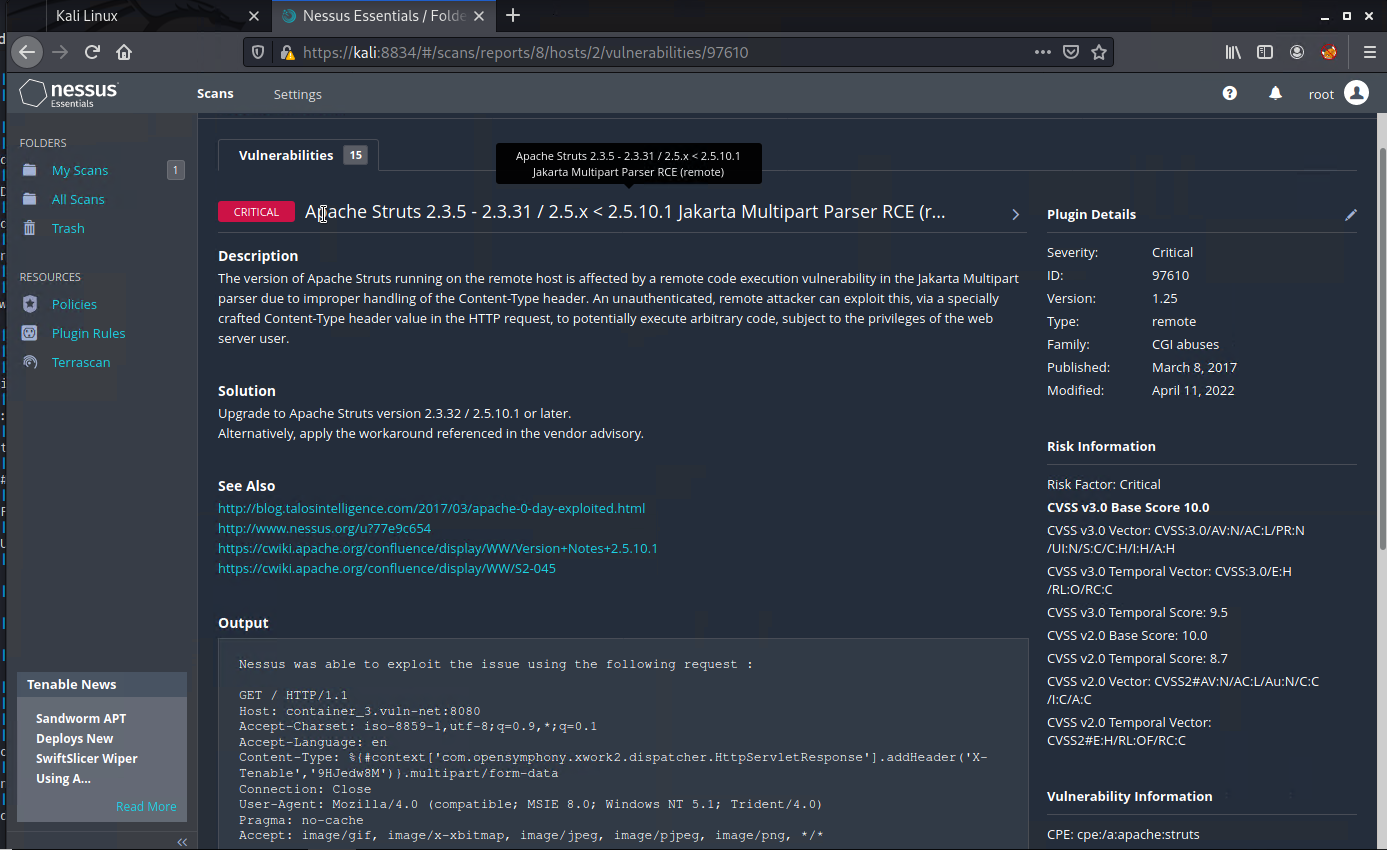 Kali Linux
Nessus Essentials / Folde
https://kali:8834/#/scans/reports/8/hosts/2/vulnerabilities/97610
nessus
Essentials
Scans
Settings
root
FOLDERS
My Scans
1
All Scans
Trash
RESOURCES
Policies
Plugin Rules
Terrascan
Tenable News
Sandworm APT
Deploys New
SwiftSlicer Wiper
Using A...
Read More
Vulnerabilities
15
Apache Struts 2.3.5 - 2.3.31 / 2.5.x < 2.5.10.1
Jakarta Multipart Parser RCE (remote)
CRITICAL
Apache Struts 2.3.5 - 2.3.31 / 2.5.x < 2.5.10.1 Jakarta Multipart Parser RCE (r...
Description
The version of Apache Struts running on the remote host is affected by a remote code execution vulnerability in the Jakarta Multipart
parser due to improper handling of the Content-Type header. An unauthenticated, remote attacker can exploit this, via a specially
crafted Content-Type header value in the HTTP request, to potentially execute arbitrary code, subject to the privileges of the web
server user.
Solution
Upgrade to Apache Struts version 2.3.32 / 2.5.10.1 or later.
Alternatively, apply the workaround referenced in the vendor advisory.
See Also
http://blog.talosintelligence.com/2017/03/apache-0-day-exploited.html
http://www.nessus.org/u?77e9c654
https://cwiki.apache.org/confluence/display/WW/Version+Notes+2.5.10.1
https://cwiki.apache.org/confluence/display/WW/S2-045
Output
Nessus was able to exploit the issue using the following request :
GET / HTTP/1.1
Host: container_3.vuln-net:8080
Accept-Charset: iso-8859-1,utf-8;q=0.9,*;q=0.1
Accept-Language: en
Content-Type: %{#context['com.opensymphony.xwork2.dispatcher.HttpServletResponse'].addHeader('X-
Tenable','9HJedw8M')}.multipart/form-data
Connection: Close
User-Agent: Mozilla/4.0 (compatible; MSIE 8.0; Windows NT 5.1; Trident/4.0)
Pragma: no-cache
Accept: image/gif, image/x-xbitmap, image/jpeg, image/pjpeg, image/png, */*
Plugin Details
Severity: Critical
ID: 97610
Version: 1.25
Type: remote
Family: CGI abuses
Published: March 8, 2017
Modified: April 11, 2022
Risk Information
Risk Factor: Critical
CVSS v3.0 Base Score 10.0
CVSS v3.0 Vector: CVSS:3.0/AV:N/AC:L/PR:N
/UI:N/S:C/C:H/I:H/A:H
CVSS v3.0 Temporal Vector: CVSS:3.0/E:H
/RL:O/RC:C
CVSS v3.0 Temporal Score: 9.5
CVSS v2.0 Base Score: 10.0
CVSS v2.0 Temporal Score: 8.7
CVSS v2.0 Vector: CVSS2#AV:N/AC:L/Au:N/C:C
/I:C/A:C
CVSS v2.0 Temporal Vector:
CVSS2#E:H/RL:OF/RC:C
Vulnerability Information
CPE: cpe:/a:apache:struts